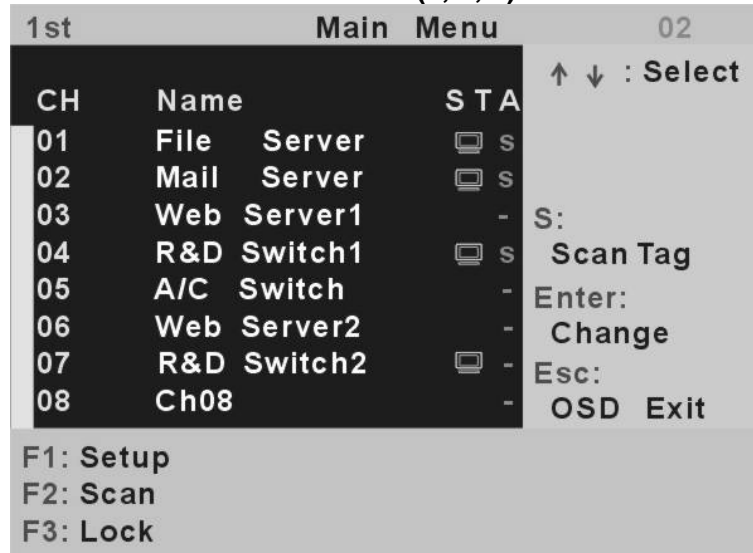 1st Main Menu 02
↑ ↓ : Select
CH Name S T A
01 File Server S
02 Mail Server S
03 Web Server1 -
04 R&D Switch1 S
05 A/C Switch -
06 Web Server2 -
07 R&D Switch2 -
08 Ch08 -
S:
Scan Tag
Enter:
Change
Esc:
OSD Exit
F1: Setup
F2: Scan
F3: Lock